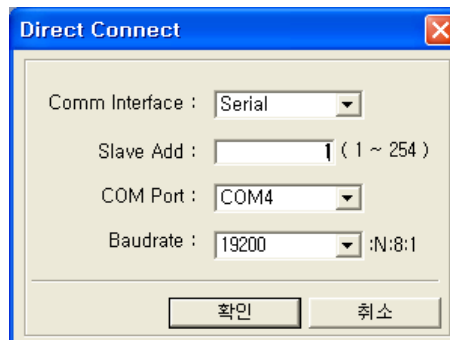 Direct Connect
Comm Interface : Serial
Slave Add : 1 ( 1 ~ 254 )
COM Port : COM4
Baudrate : 19200 :N:8:1
확인 취소